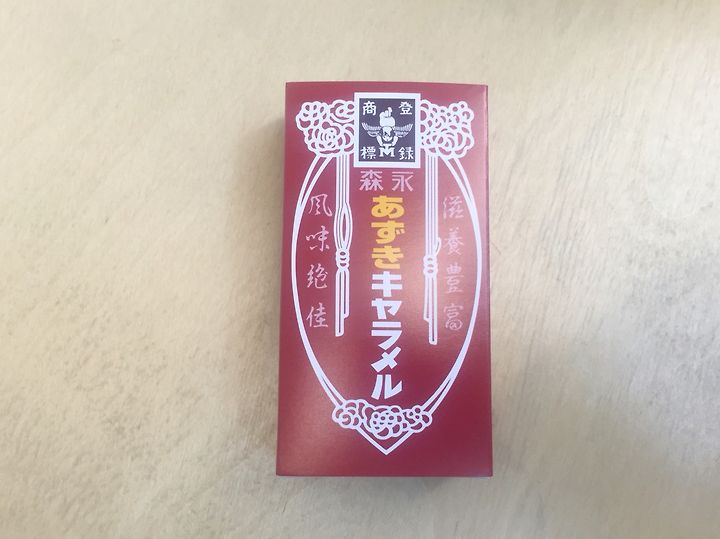 登録
商標
森永
あずきキャラメル
滋養豊富
風味絶佳